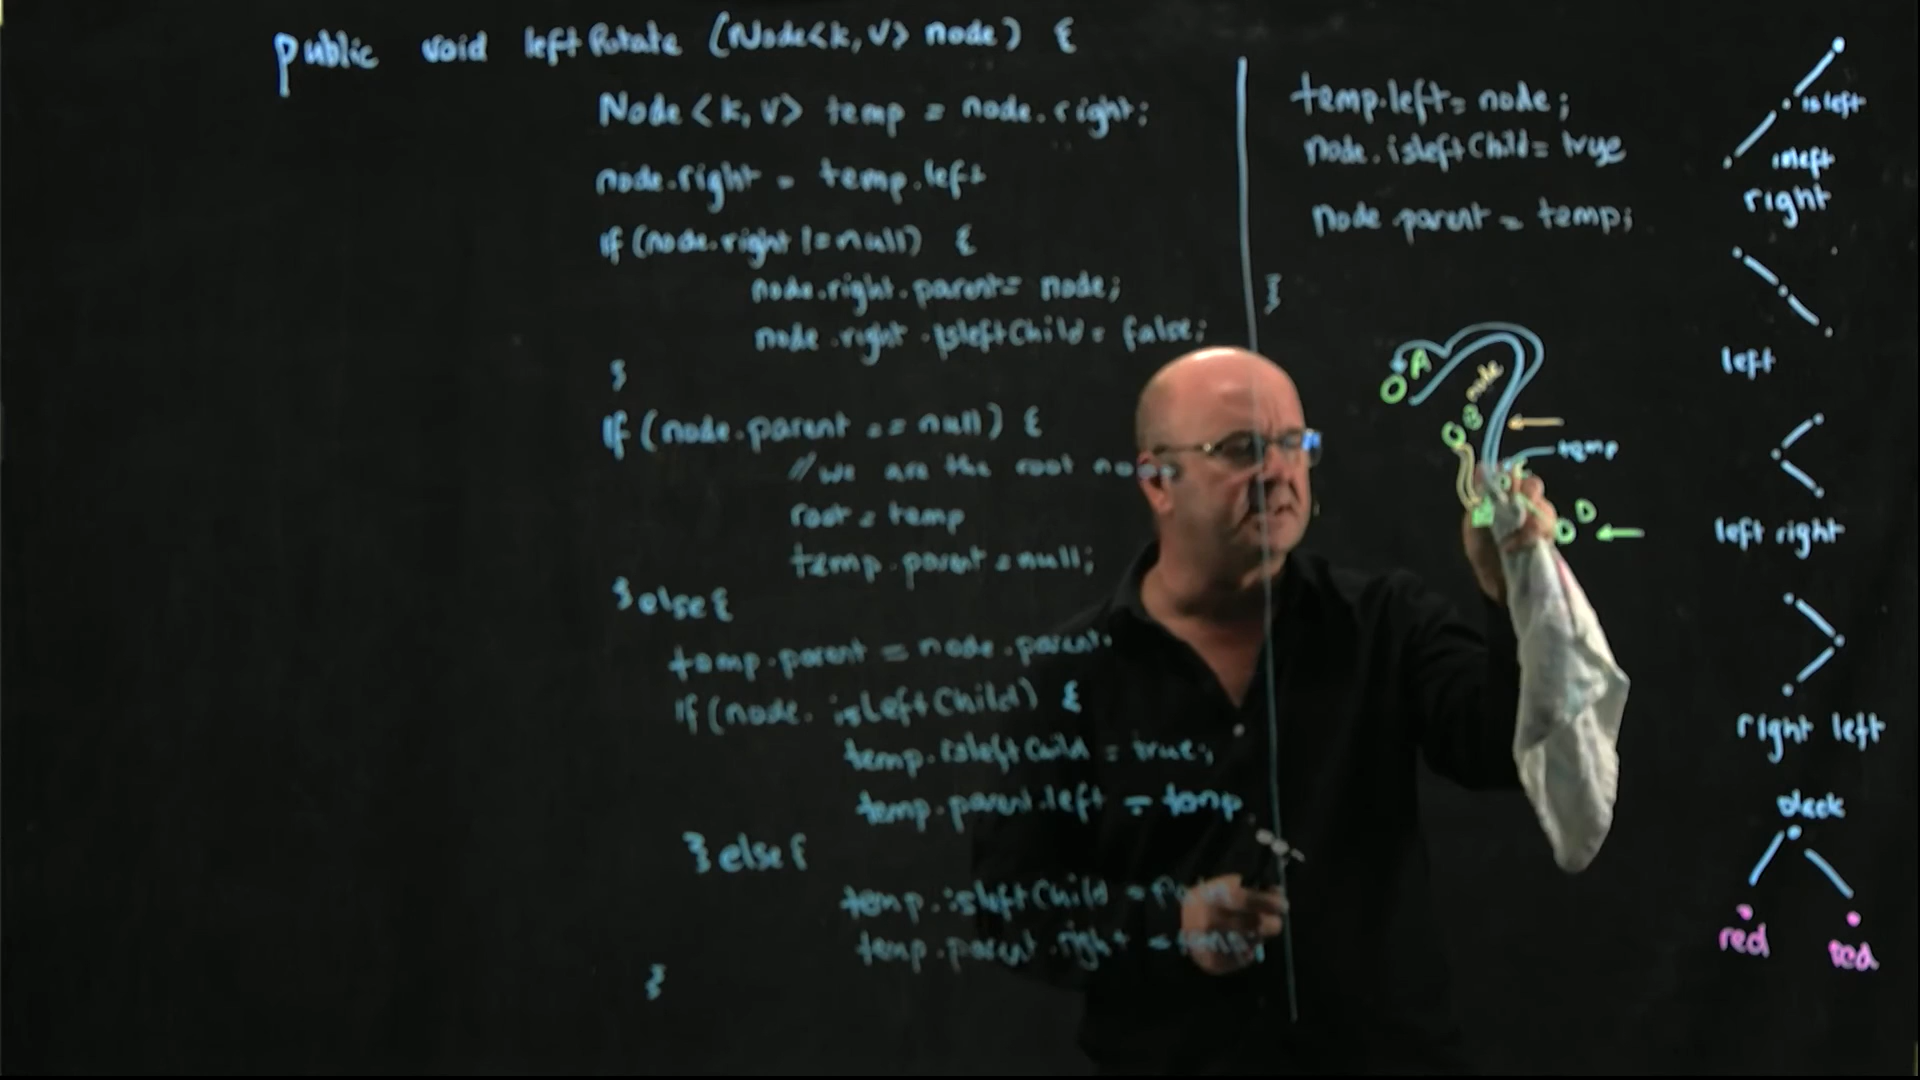 public void leftRotate (Node<k, V> node) {
Node<k, V> temp = node.right;
node.right = temp.left
if (node.right != null) {
node.right.parent = node;
node.right.isleftChild = false;
}
if (node.parent == null) {
// we are the root
root = temp
temp.parent = null;
} else {
temp.parent = node.parent.
if (node. isLeftChild) {
temp.isleftChild = true;
temp.parent.left = temp
} else {
temp.isleftChild =
temp.parent.right = temp;
}
temp.left = node;
node.isleftChild = true
node.parent = temp;
}
A
node
B
temp
D
isleft
isleft
right
left
left right
right left
black
red red